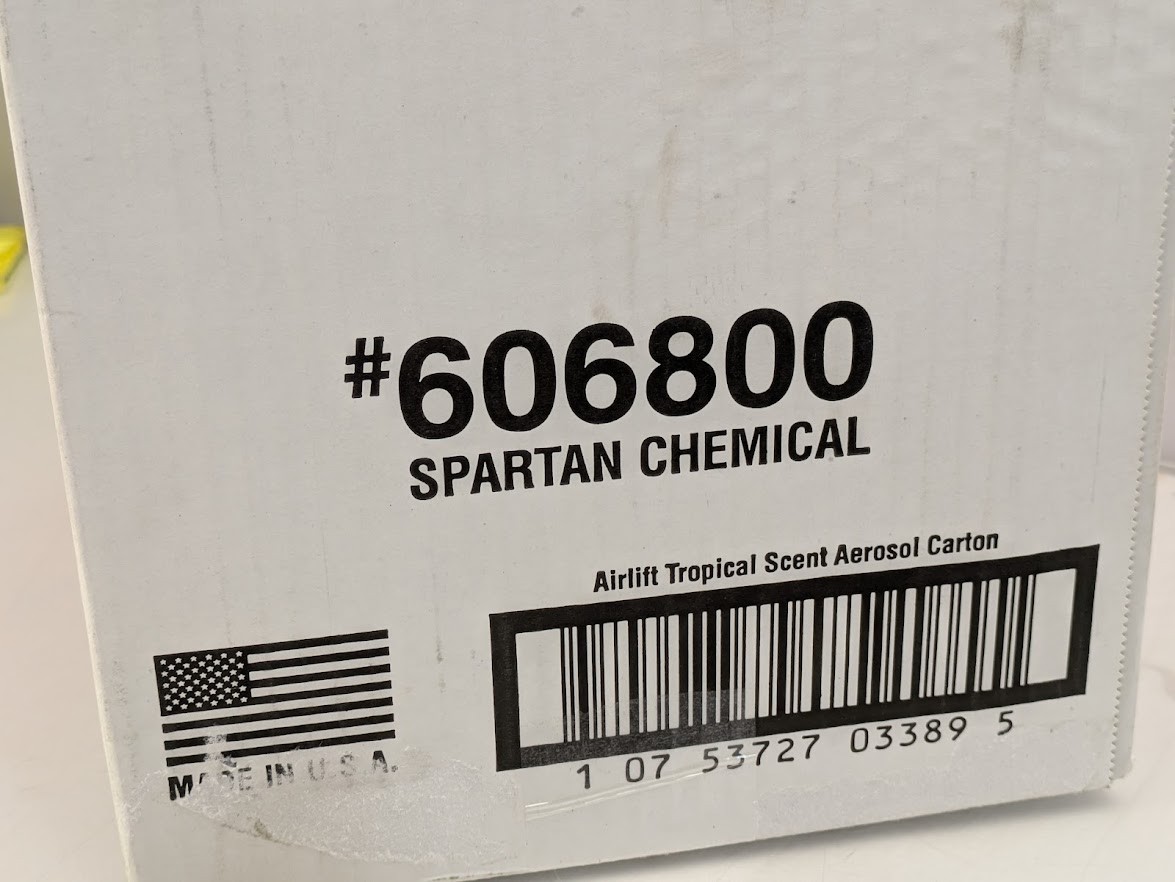 #606800
SPARTAN CHEMICAL
Airlift Tropical Scent Aerosol Carton
1 07 53727 03389 5
MADE IN U.S.A.